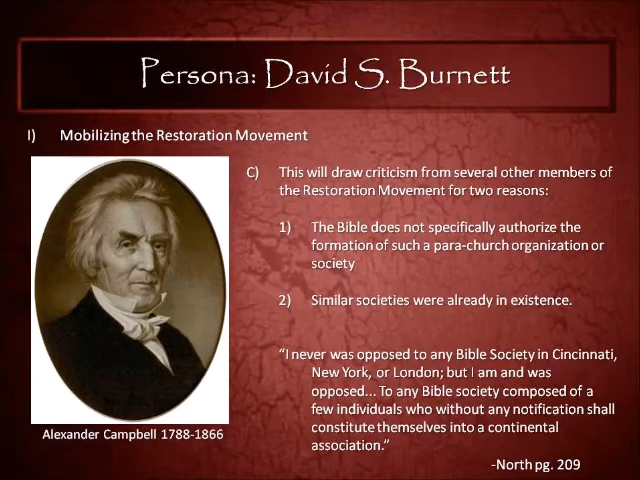 Persona: David S. Burnett
I) Mobilizing the Restoration Movement
C) This will draw criticism from several other members of
the Restoration Movement for two reasons:
1) The Bible does not specifically authorize the
formation of such a para-church organization or
society
2) Similar societies were already in existence.
“I never was opposed to any Bible Society in Cincinnati,
New York, or London; but I am and was
opposed... To any Bible society composed of a
few individuals who without any notification shall
constitute themselves into a continental
association.”
-North pg. 209
Alexander Campbell 1788-1866